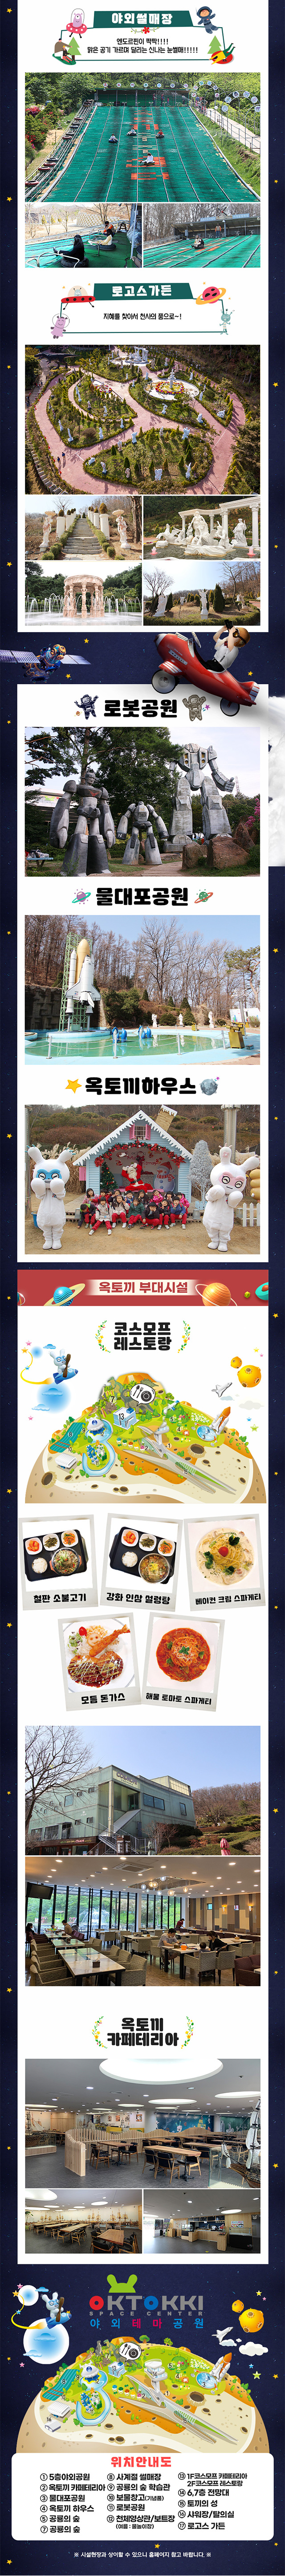 야외썰매장
엔도르핀이 팍팍!!!!
맑은 공기 가르며 달리는 신나는 눈썰매!!!!!
로고스가든
지혜를 찾아서 천사의 품으로~!
로봇공원
물대포공원
옥토끼하우스
옥토끼 부대시설
코스모프
레스토랑
철판 소불고기
강화 인삼 설렁탕
베이컨 크림 스파게티
모듬 돈가스
해물 토마토 스파게티
옥토끼
카페테리아
OKTOKKI
SPACE CENTER
야외테마공원
위치안내도
① 5층야외공원
② 옥토끼 카페테리아
③ 물대포공원
④ 옥토끼 하우스
⑤ 공룡의 숲
⑦ 공룡의 숲
⑧ 사계절 썰매장
⑨ 공룡의 숲 학습관
⑩ 보물창고(기념품)
⑪ 로봇공원
⑫ 천체영상관/보트장
(여름 : 물놀이장)
⑬ 1F코스모프 카페테리아
2F코스모프 레스토랑
⑭ 6,7층 전망대
⑮ 토끼의 성
⑯ 샤워장/탈의실
⑰ 로고스 가든
※ 시설현장과 상이할 수 있으니 홈페이지 참고 바랍니다. ※